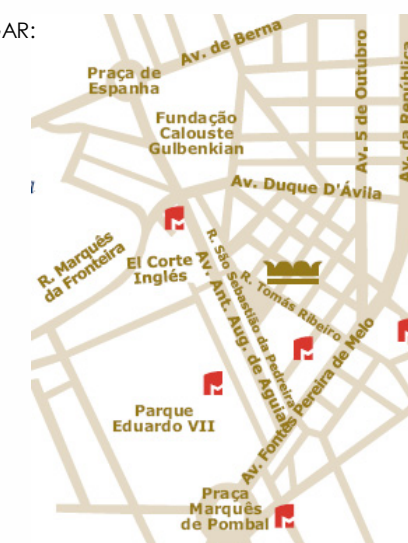 AR:
Av. de Berna
Praça de
Espanha
Av. 5 de Outubro
Av. da República
Fundação
Calouste
Gulbenkian
Av. Duque D'Ávila
R. Marquês
da Fronteira
El Corte
Inglés
R. São Sebastião da Pedreira
Av. Ant. Aug. de Aguiar
R. Tomás Ribeiro
Av. Fontes Pereira de Melo
Parque
Eduardo VII
Praça
Marquês
de Pombal